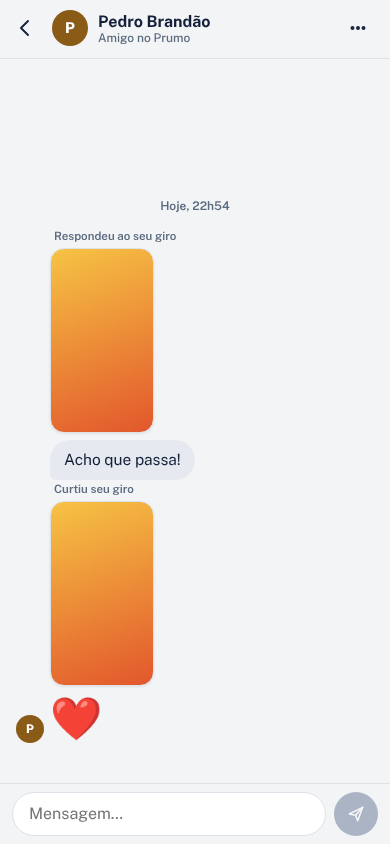 P
Pedro Brandão
Amigo no Prumo
Hoje, 22h54
Respondeu ao seu giro
Acho que passa!
Curtiu seu giro
P
Mensagem...